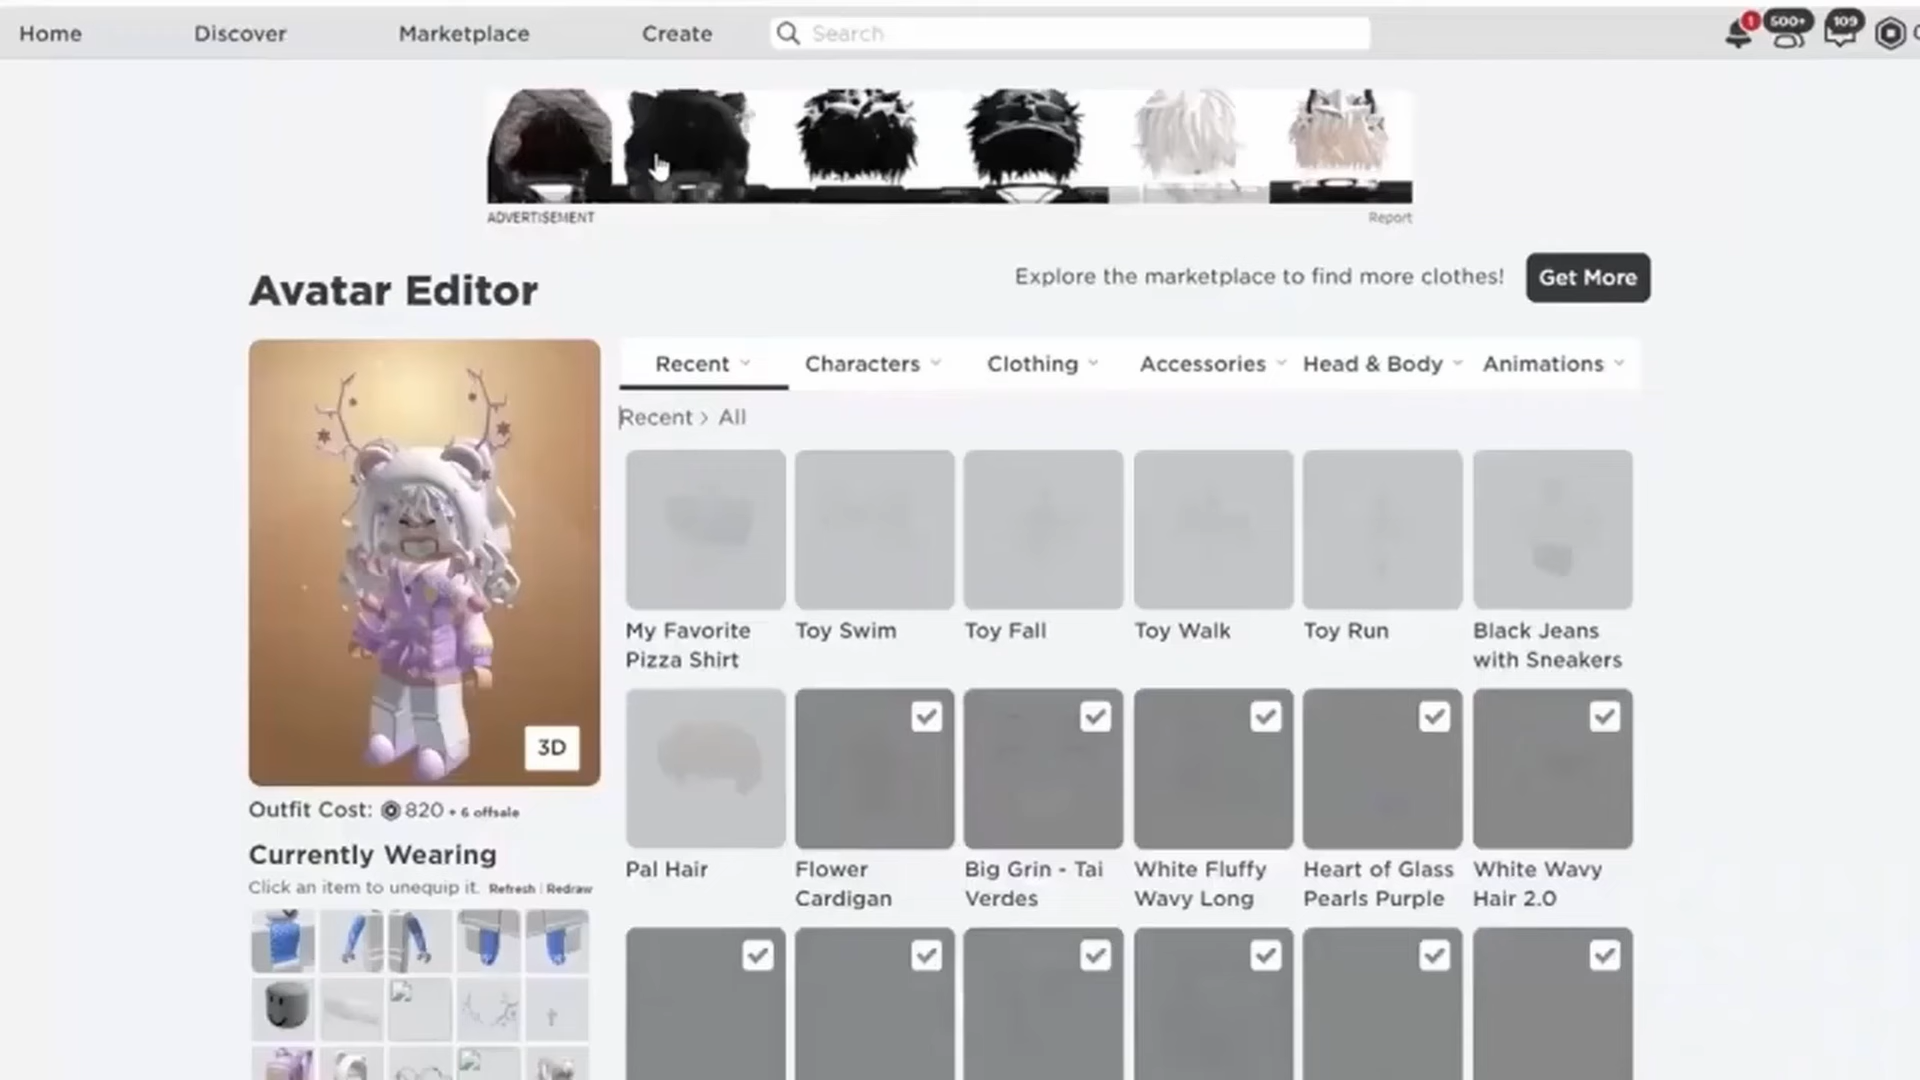 Home Discover Marketplace Create Search 1 500+ 109
ADVERTISEMENT Report
Avatar Editor
Explore the marketplace to find more clothes! Get More
Recent Characters Clothing Accessories Head & Body Animations
Recent > All
My Favorite Pizza Shirt
Toy Swim
Toy Fall
Toy Walk
Toy Run
Black Jeans with Sneakers
3D
Outfit Cost: 820 + 6 offsale
Currently Wearing
Click an item to unequip it. Refresh | Redraw
Pal Hair
Flower Cardigan
Big Grin - Tai Verdes
White Fluffy Wavy Long
Heart of Glass Pearls Purple
White Wavy Hair 2.0